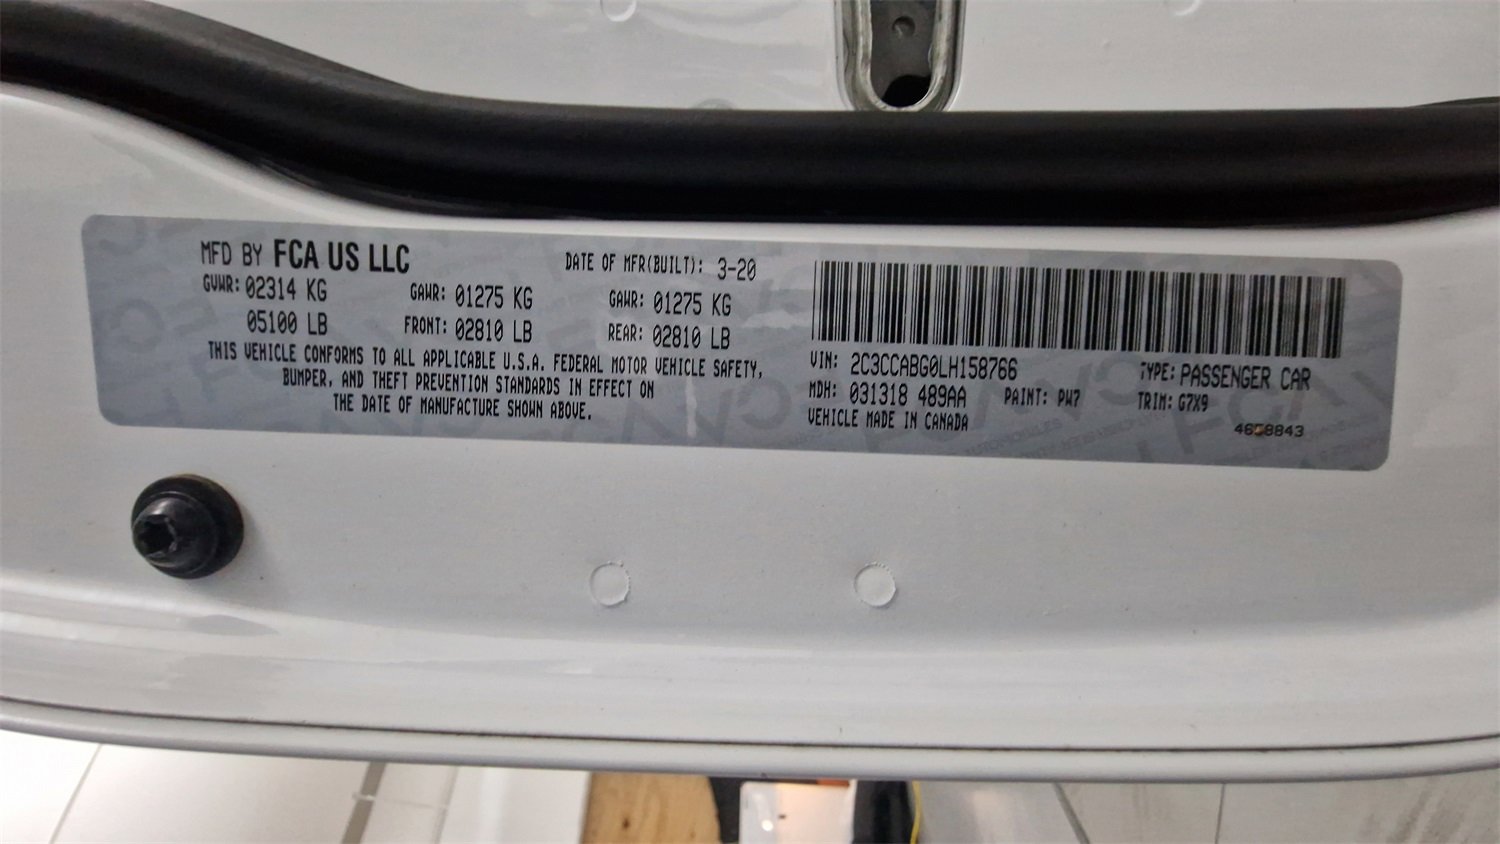 MFD BY FCA US LLC
DATE OF MFR(BUILT): 3-20
GVWR: 02314 KG
GAWR: 01275 KG
GAWR: 01275 KG
05100 LB
FRONT: 02810 LB
REAR: 02810 LB
THIS VEHICLE CONFORMS TO ALL APPLICABLE U.S.A. FEDERAL MOTOR VEHICLE SAFETY,
BUMPER, AND THEFT PREVENTION STANDARDS IN EFFECT ON
THE DATE OF MANUFACTURE SHOWN ABOVE.
VIN: 2C3CCABG0LH158766
TYPE: PASSENGER CAR
MDH: 031318 489AA
PAINT: PW7
TRIM: G7X9
VEHICLE MADE IN CANADA